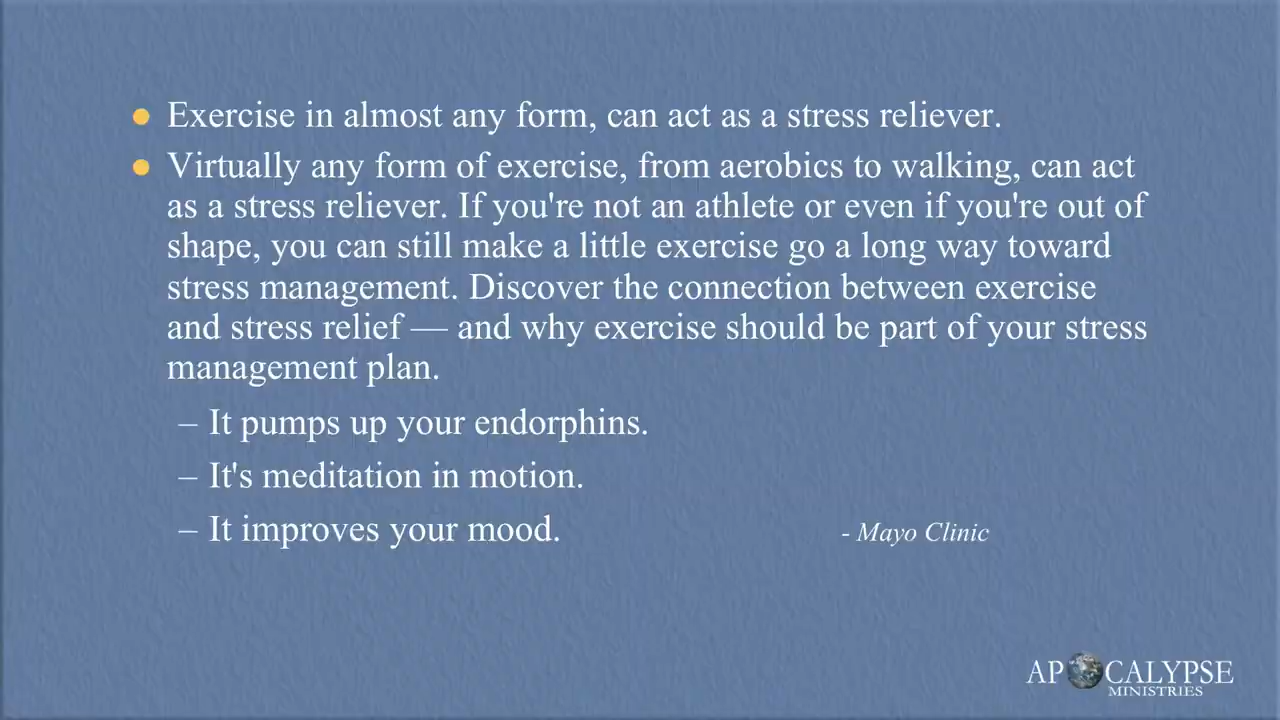 ● Exercise in almost any form, can act as a stress reliever.
● Virtually any form of exercise, from aerobics to walking, can act
as a stress reliever. If you're not an athlete or even if you're out of
shape, you can still make a little exercise go a long way toward
stress management. Discover the connection between exercise
and stress relief — and why exercise should be part of your stress
management plan.
– It pumps up your endorphins.
– It's meditation in motion.
– It improves your mood.
- Mayo Clinic
APOCALYPSE
MINISTRIES